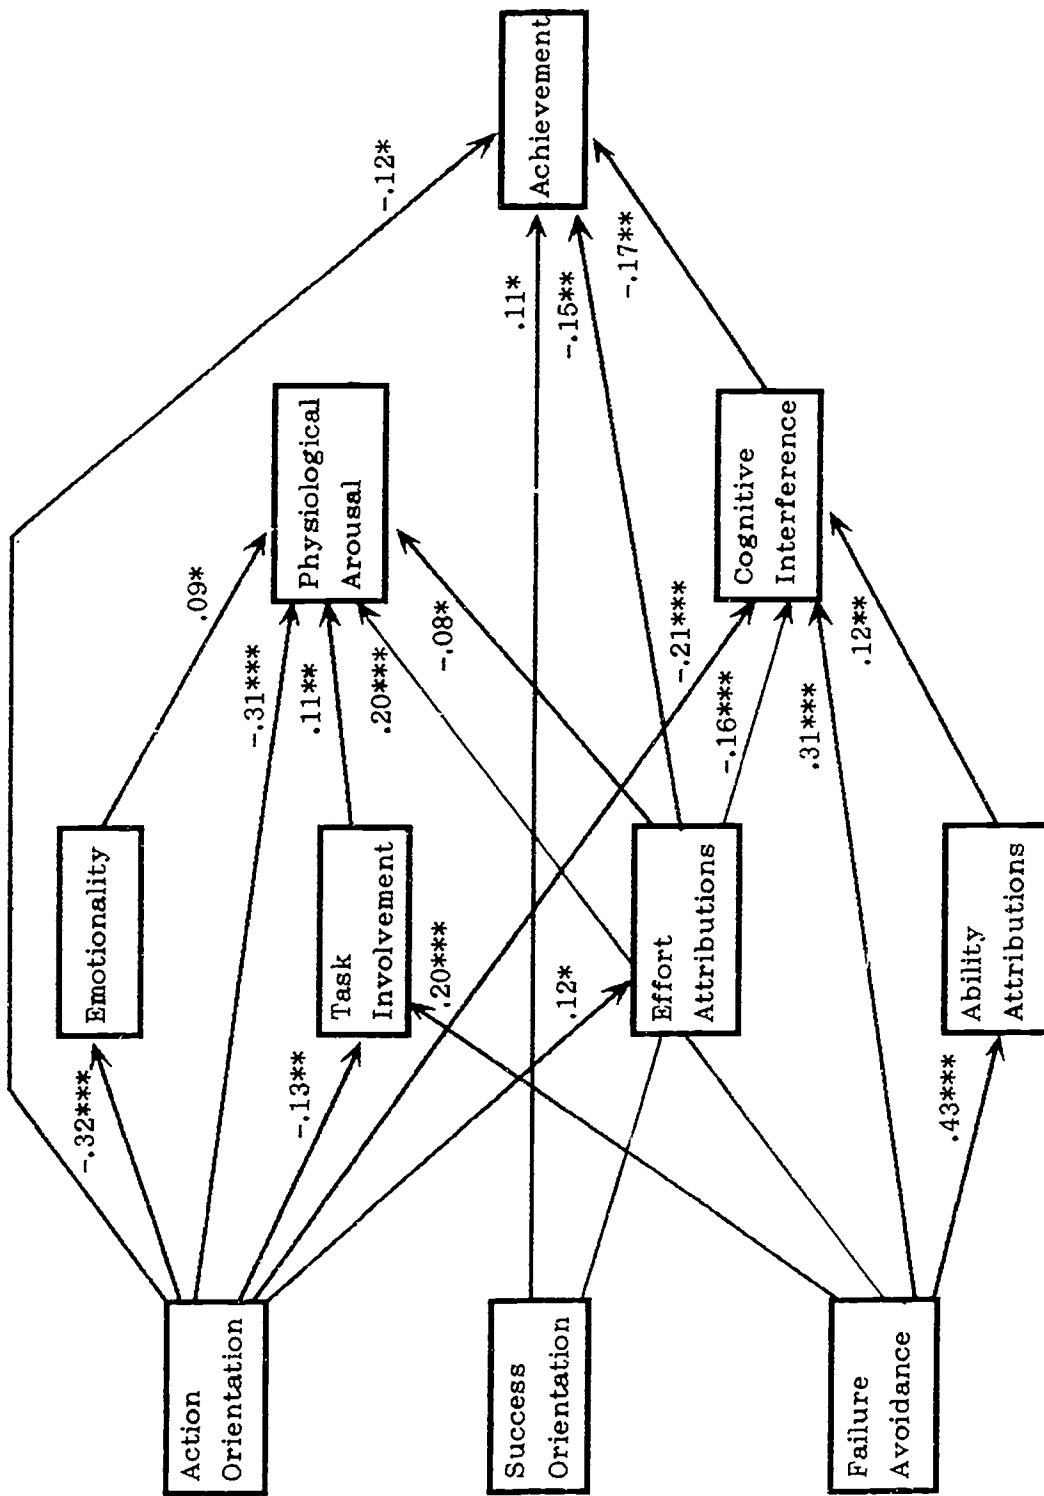 Action
Orientation
Success
Orientation
Failure
Avoidance
-.32***
-.13**
.12*
.20***
.43***
Emotionality
Task
Involvement
Effort
Attributions
Ability
Attributions
.09*
-.31***
.11**
.20***
-.08*
-.21***
-.16***
.31***
.12**
Physiological
Arousal
Cognitive
Interference
-.12*
.11*
-.15**
-.17**
Achievement